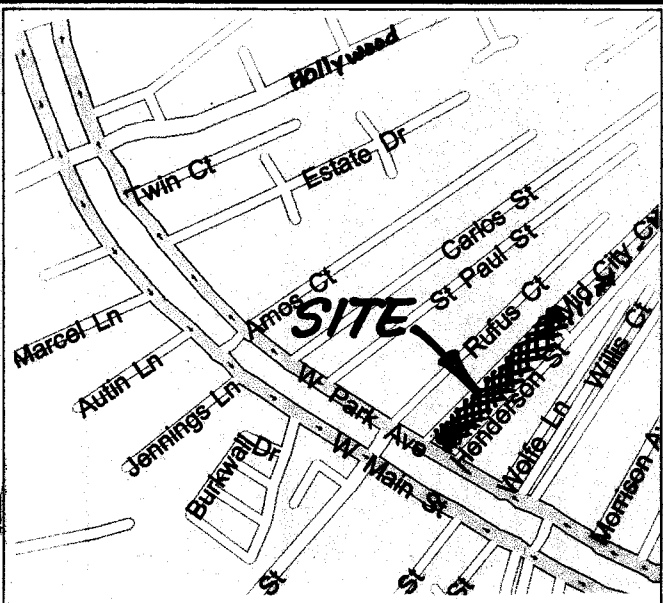 Hollywood
Twin Ct
Estate Dr
Carlos St
St Paul St
Amos Ct
SITE
Rufus Ct
Mid City
Marcel Ln
Autin Ln
Jennings Ln
W Park Ave
Henderson St
Willis Ct
Wolfe Ln
Burkwall Dr
W Main St
Morrison Av
St
St
St